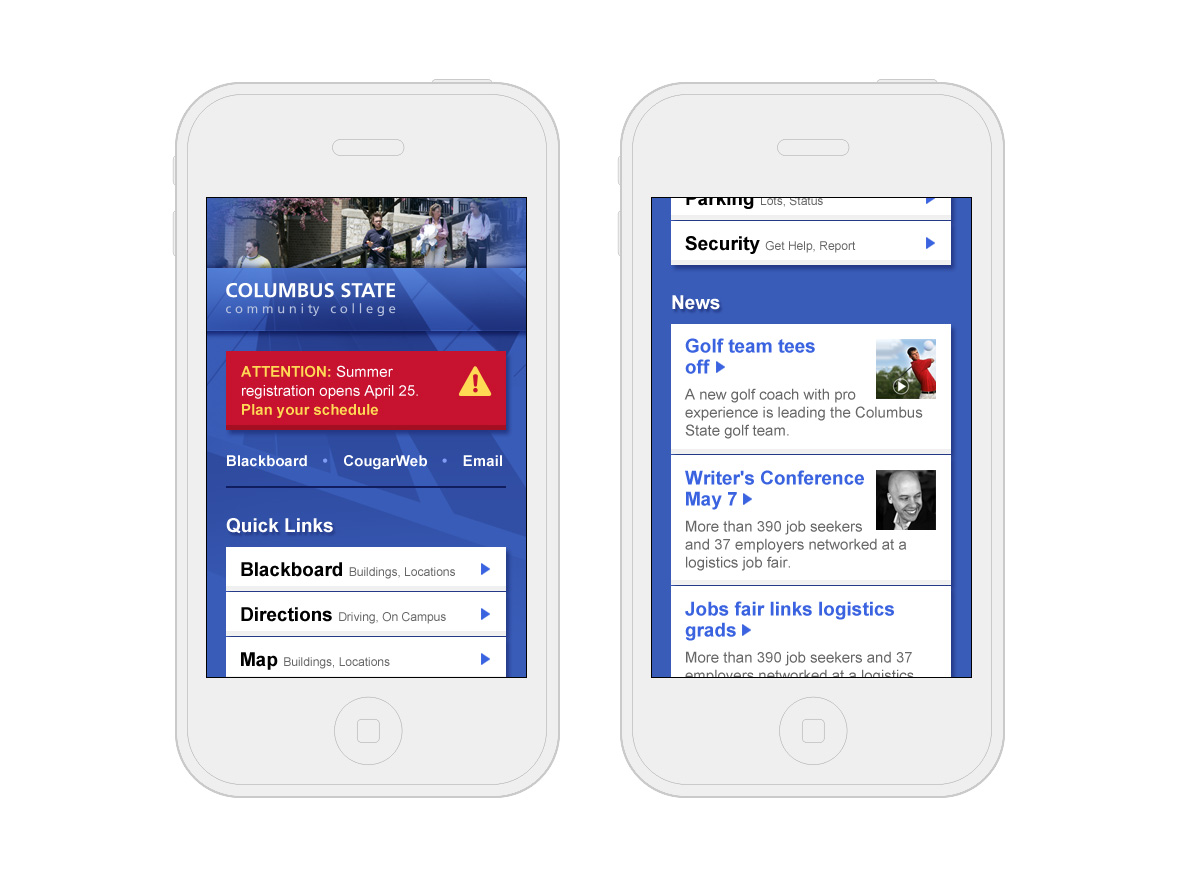 COLUMBUS STATE
community college
ATTENTION: Summer
registration opens April 25.
Plan your schedule
Blackboard • CougarWeb • Email
Quick Links
Blackboard Buildings, Locations
Directions Driving, On Campus
Map Buildings, Locations
Parking Lots, Status
Security Get Help, Report
News
Golf team tees
off
A new golf coach with pro
experience is leading the Columbus
State golf team.
Writer's Conference
May 7
More than 390 job seekers
and 37 employers networked at a
logistics job fair.
Jobs fair links logistics
grads
More than 390 job seekers and 37
employers networked at a logistics